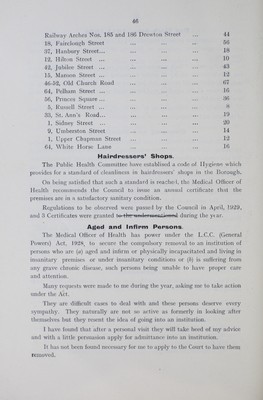 46
Railway Arches Nos. 185 and 186 Drewton Street ... 44
18, Fairclough Street ... ... ... ... 56
37, Hanbury Street... ... ... ... ... 18
12, Hilton Street ... ... ... ... ... 10
42, Jubilee Street ... ... ... ... ... 43
15, Maroon Street ... ... ... ... ... 12
46-52, Old Church Road ... ... ... ... 67
64, Pelham Street ... ... ... ... ... 16
56, Princes Square... ... ... ... ... 36
5, Russell Street ... ... ... ... ... 8
33, St. Ann's Road... ... ... ... ... 19
1, Sidney Street ... ... ... ... ... 20
9, Umberston Street ... ... ... ... 14
1, Upper Chapman Street ... ... ... 12
64, White Horse Lane ... ... ... ... 16
Hairdressers' Shops.
The Public Health Committee have established a code of Hygiene which
provides for a standard of cleanliness in hairdressers' shops in the Borough.
On being satisfied that such a standard is reached, the Medical Officer of
Health recommends the Council to issue an annual certificate that the
premises are in a satisfactory sanitary condition.
Regulations to be observed were passed by the Council in April, 1929,
and 3 Certificates were granted to the undermentioned during the year.
Aged and Infirm Persons.
The Medical Officer of Health has power under the L.C.C. (General
Powers) Act, 1928, to secure the compulsory removal to an institution of
persons who are (a) aged and infirm or physically incapacitated and living in
insanitary premises or under insanitary conditions or (b) is suffering from
any grave chronic disease, such persons being unable to have proper care
and attention.
Many requests were made to me during the year, asking me to take action
under the Act.
They are difficult cases to deal with and these persons deserve every
sympathy. They naturally are not so active as formerly in looking after
themselves but they resent the idea of going into an institution.
I have found that after a personal visit they will take heed of my advice
and with a little persuasion apply for admittance into an institution.
It has not been found necessary for me to apply to the Court to have them
removed.